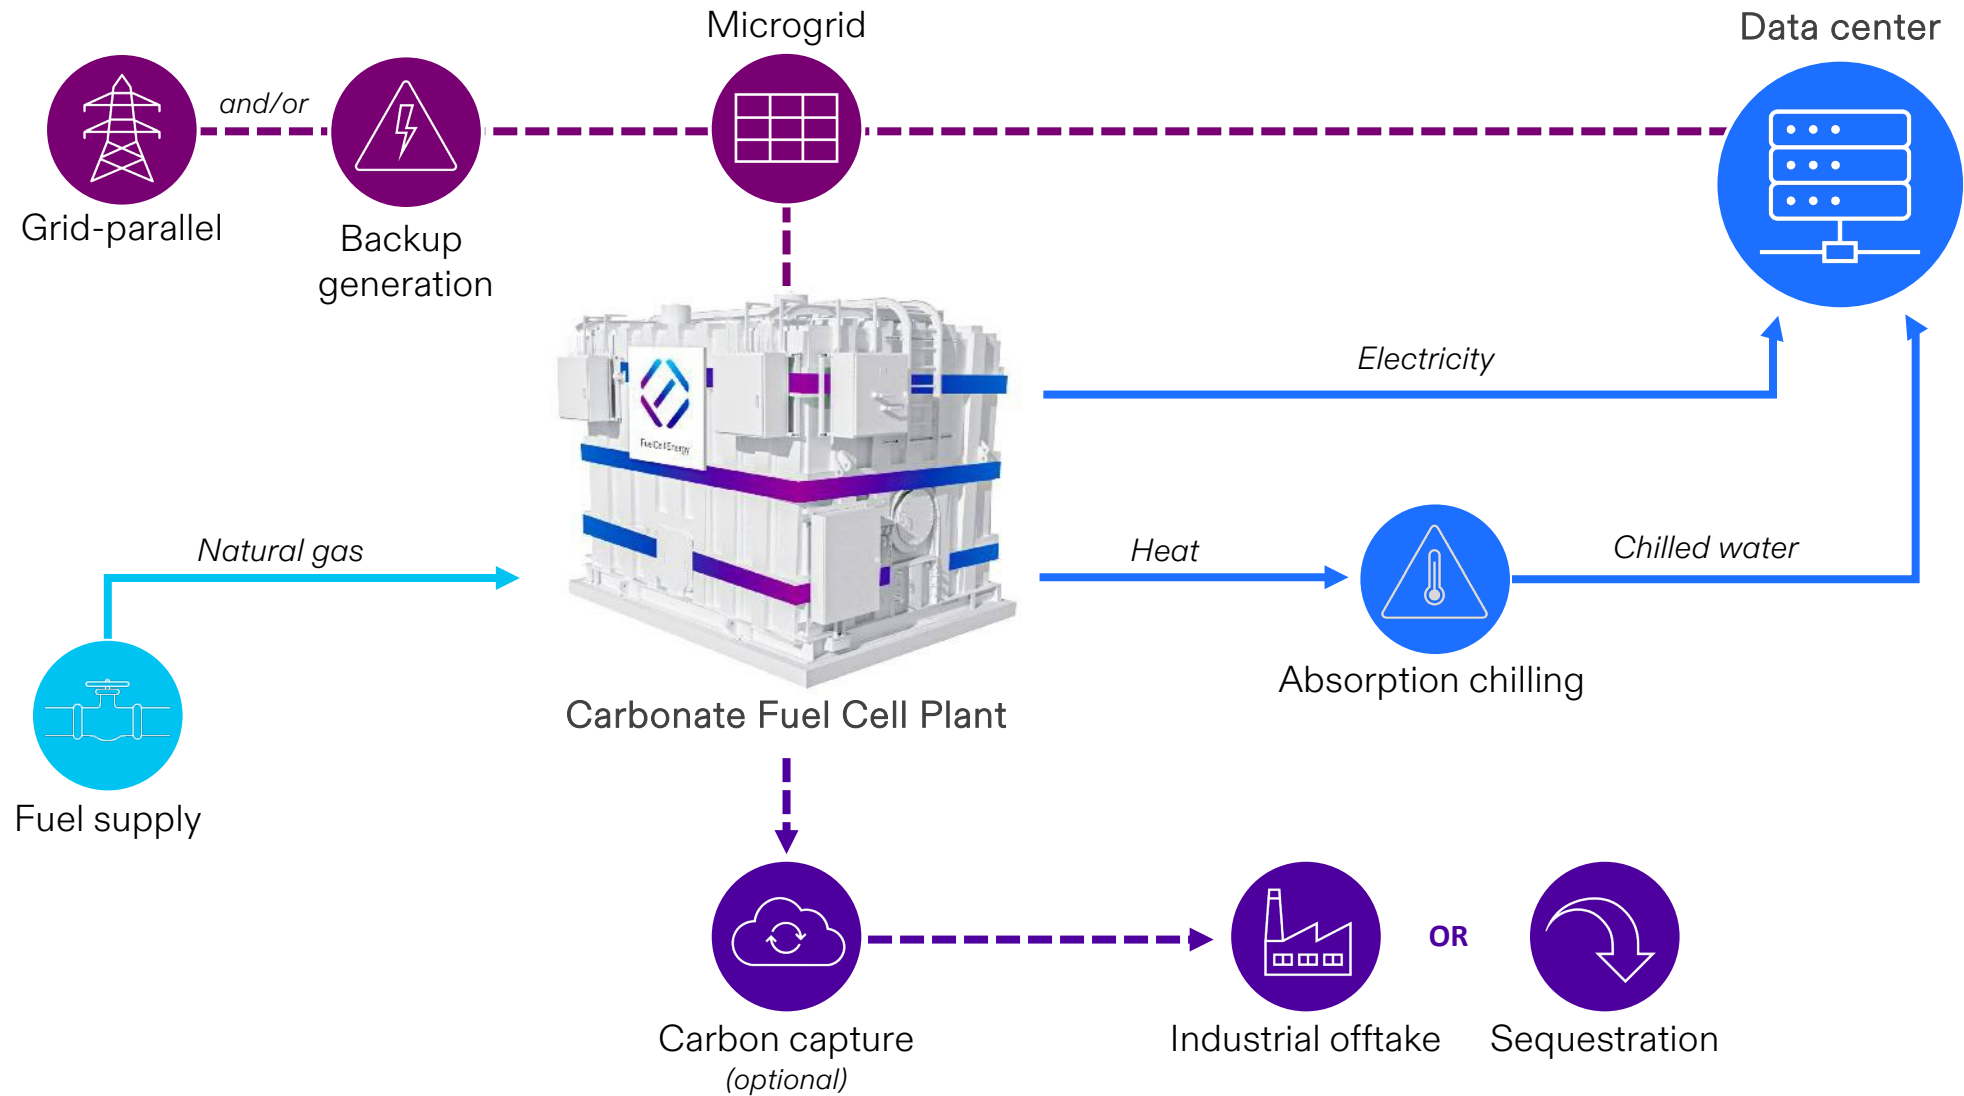 Microgrid
Data center
and/or
Grid-parallel
Backup
generation
Electricity
FuelCellEnergy
Natural gas
Heat
Chilled water
Absorption chilling
Carbonate Fuel Cell Plant
Fuel supply
OR
Carbon capture
(optional)
Industrial offtake
Sequestration